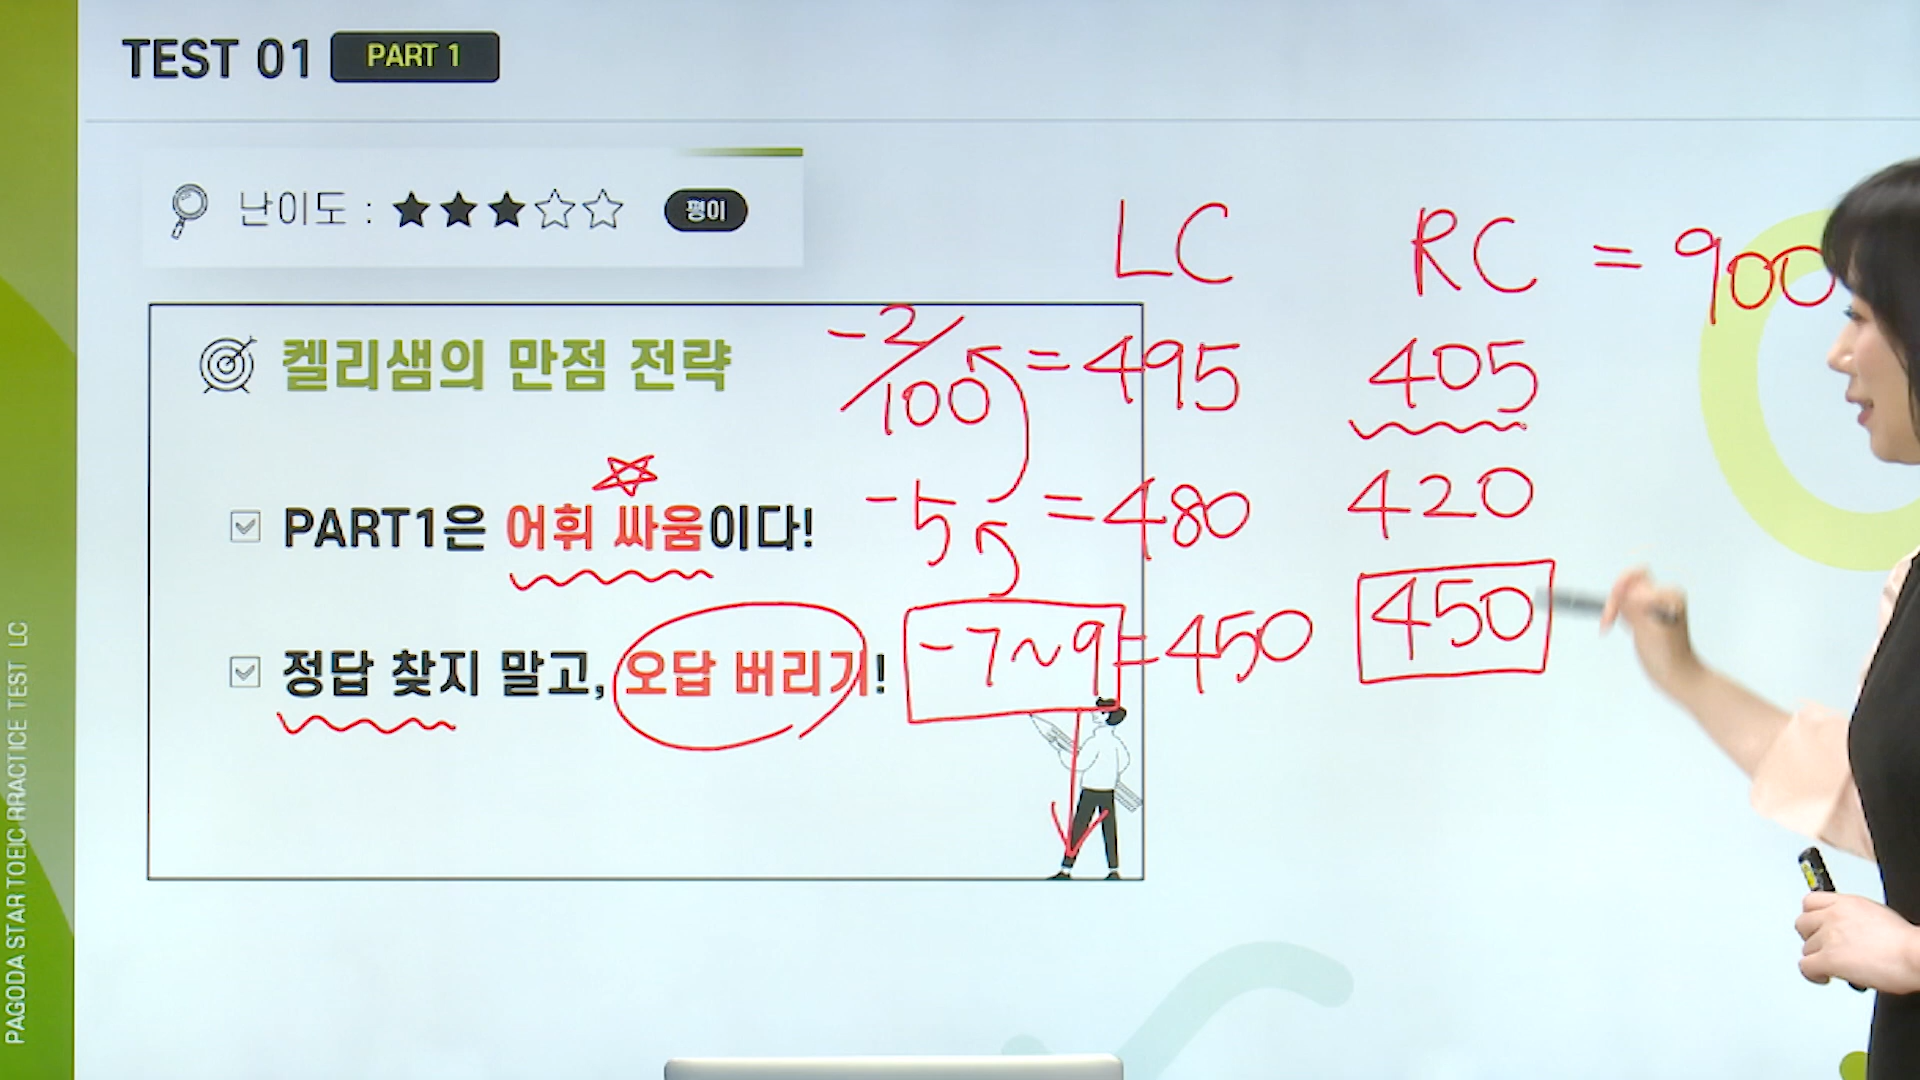 TEST 01 PART 1
난이도 : ★★★☆☆ 평이
LC RC = 900
켈리샘의 만점 전략
-2/100 = 495 405
PART1은 어휘 싸움이다!
-5 = 480 420
정답 찾지 말고, 오답 버리기!
-7~9 = 450 450
PAGODA STAR TOEIC RRACTICE TEST LC